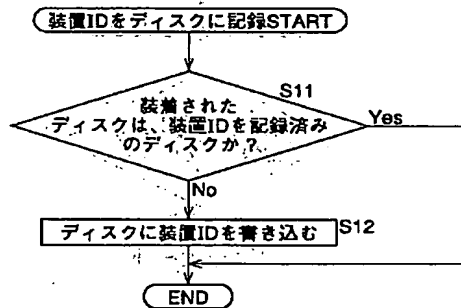 装置IDをディスクに記録START
S11
装着された
ディスクは、装置IDを記録済み
のディスクか?
Yes
No
ディスクに装置IDを書き込む
S12
END